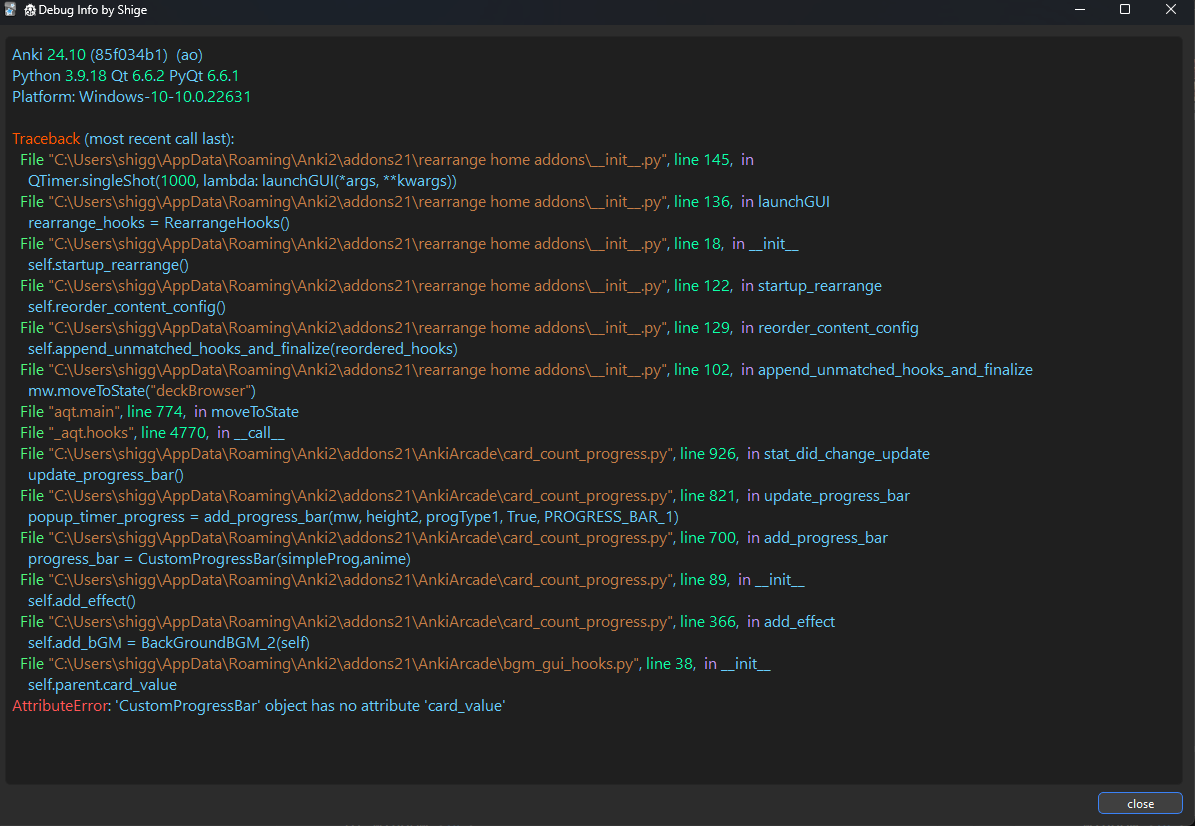 Debug Info by Shige
Anki 24.10 (85f034b1) (ao)
Python 3.9.18 Qt 6.6.2 PyQt 6.6.1
Platform: Windows-10-10.0.22631
Traceback (most recent call last):
File "C:\Users\shigg\AppData\Roaming\Anki2\addons21\rearrange home addons\__init__.py", line 145, in
QTimer.singleShot(1000, lambda: launchGUI(*args, **kwargs))
File "C:\Users\shigg\AppData\Roaming\Anki2\addons21\rearrange home addons\__init__.py", line 136, in launchGUI
rearrange_hooks = RearrangeHooks()
File "C:\Users\shigg\AppData\Roaming\Anki2\addons21\rearrange home addons\__init__.py", line 18, in __init__
self.startup_rearrange()
File "C:\Users\shigg\AppData\Roaming\Anki2\addons21\rearrange home addons\__init__.py", line 122, in startup_rearrange
self.reorder_content_config()
File "C:\Users\shigg\AppData\Roaming\Anki2\addons21\rearrange home addons\__init__.py", line 129, in reorder_content_config
self.append_unmatched_hooks_and_finalize(reordered_hooks)
File "C:\Users\shigg\AppData\Roaming\Anki2\addons21\rearrange home addons\__init__.py", line 102, in append_unmatched_hooks_and_finalize
mw.moveToState("deckBrowser")
File "aqt.main", line 774, in moveToState
File "_aqt.hooks", line 4770, in __call__
File "C:\Users\shigg\AppData\Roaming\Anki2\addons21\AnkiArcade\card_count_progress.py", line 926, in stat_did_change_update
update_progress_bar()
File "C:\Users\shigg\AppData\Roaming\Anki2\addons21\AnkiArcade\card_count_progress.py", line 821, in update_progress_bar
popup_timer_progress = add_progress_bar(mw, height2, progType1, True, PROGRESS_BAR_1)
File "C:\Users\shigg\AppData\Roaming\Anki2\addons21\AnkiArcade\card_count_progress.py", line 700, in add_progress_bar
progress_bar = CustomProgressBar(simpleProg,anime)
File "C:\Users\shigg\AppData\Roaming\Anki2\addons21\AnkiArcade\card_count_progress.py", line 89, in __init__
self.add_effect()
File "C:\Users\shigg\AppData\Roaming\Anki2\addons21\AnkiArcade\card_count_progress.py", line 366, in add_effect
self.add_bGM = BackGroundBGM_2(self)
File "C:\Users\shigg\AppData\Roaming\Anki2\addons21\AnkiArcade\bgm_gui_hooks.py", line 38, in __init__
self.parent.card_value
AttributeError: 'CustomProgressBar' object has no attribute 'card_value'
close